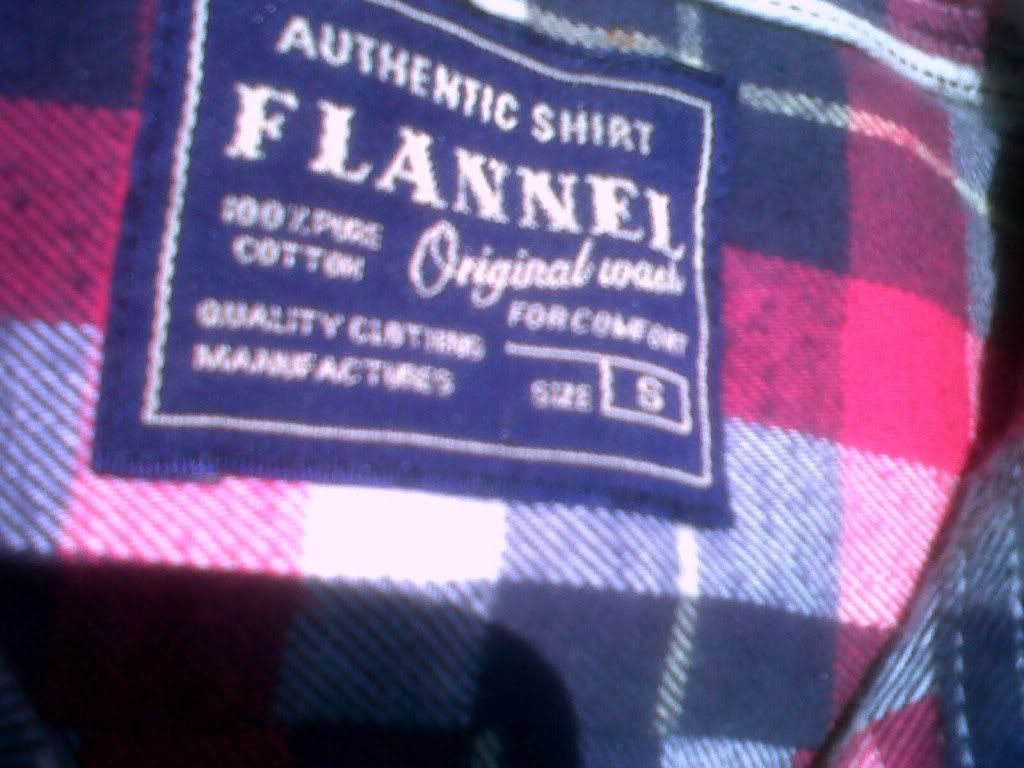 AUTHENTIC SHIRT
FLANNEL
100% PURE
COTTON
Original wash
FOR COMFORT
QUALITY CLOTHING
MANUFACTURES
SIZE S